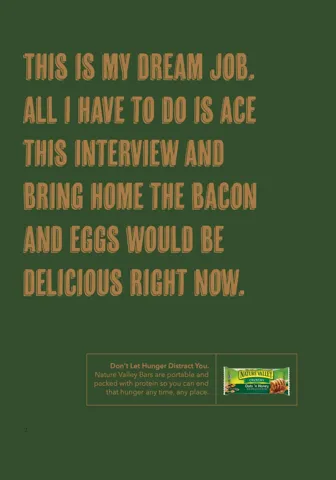 THIS IS MY DREAM JOB.
ALL I HAVE TO DO IS ACE
THIS INTERVIEW AND
BRING HOME THE BACON
AND EGGS WOULD BE
DELICIOUS RIGHT NOW.
Don't Let Hunger Distract You.
Nature Valley Bars are portable and
packed with protein so you can end
that hunger any time, any place.
NATURE VALLEY
Oats 'n Honey